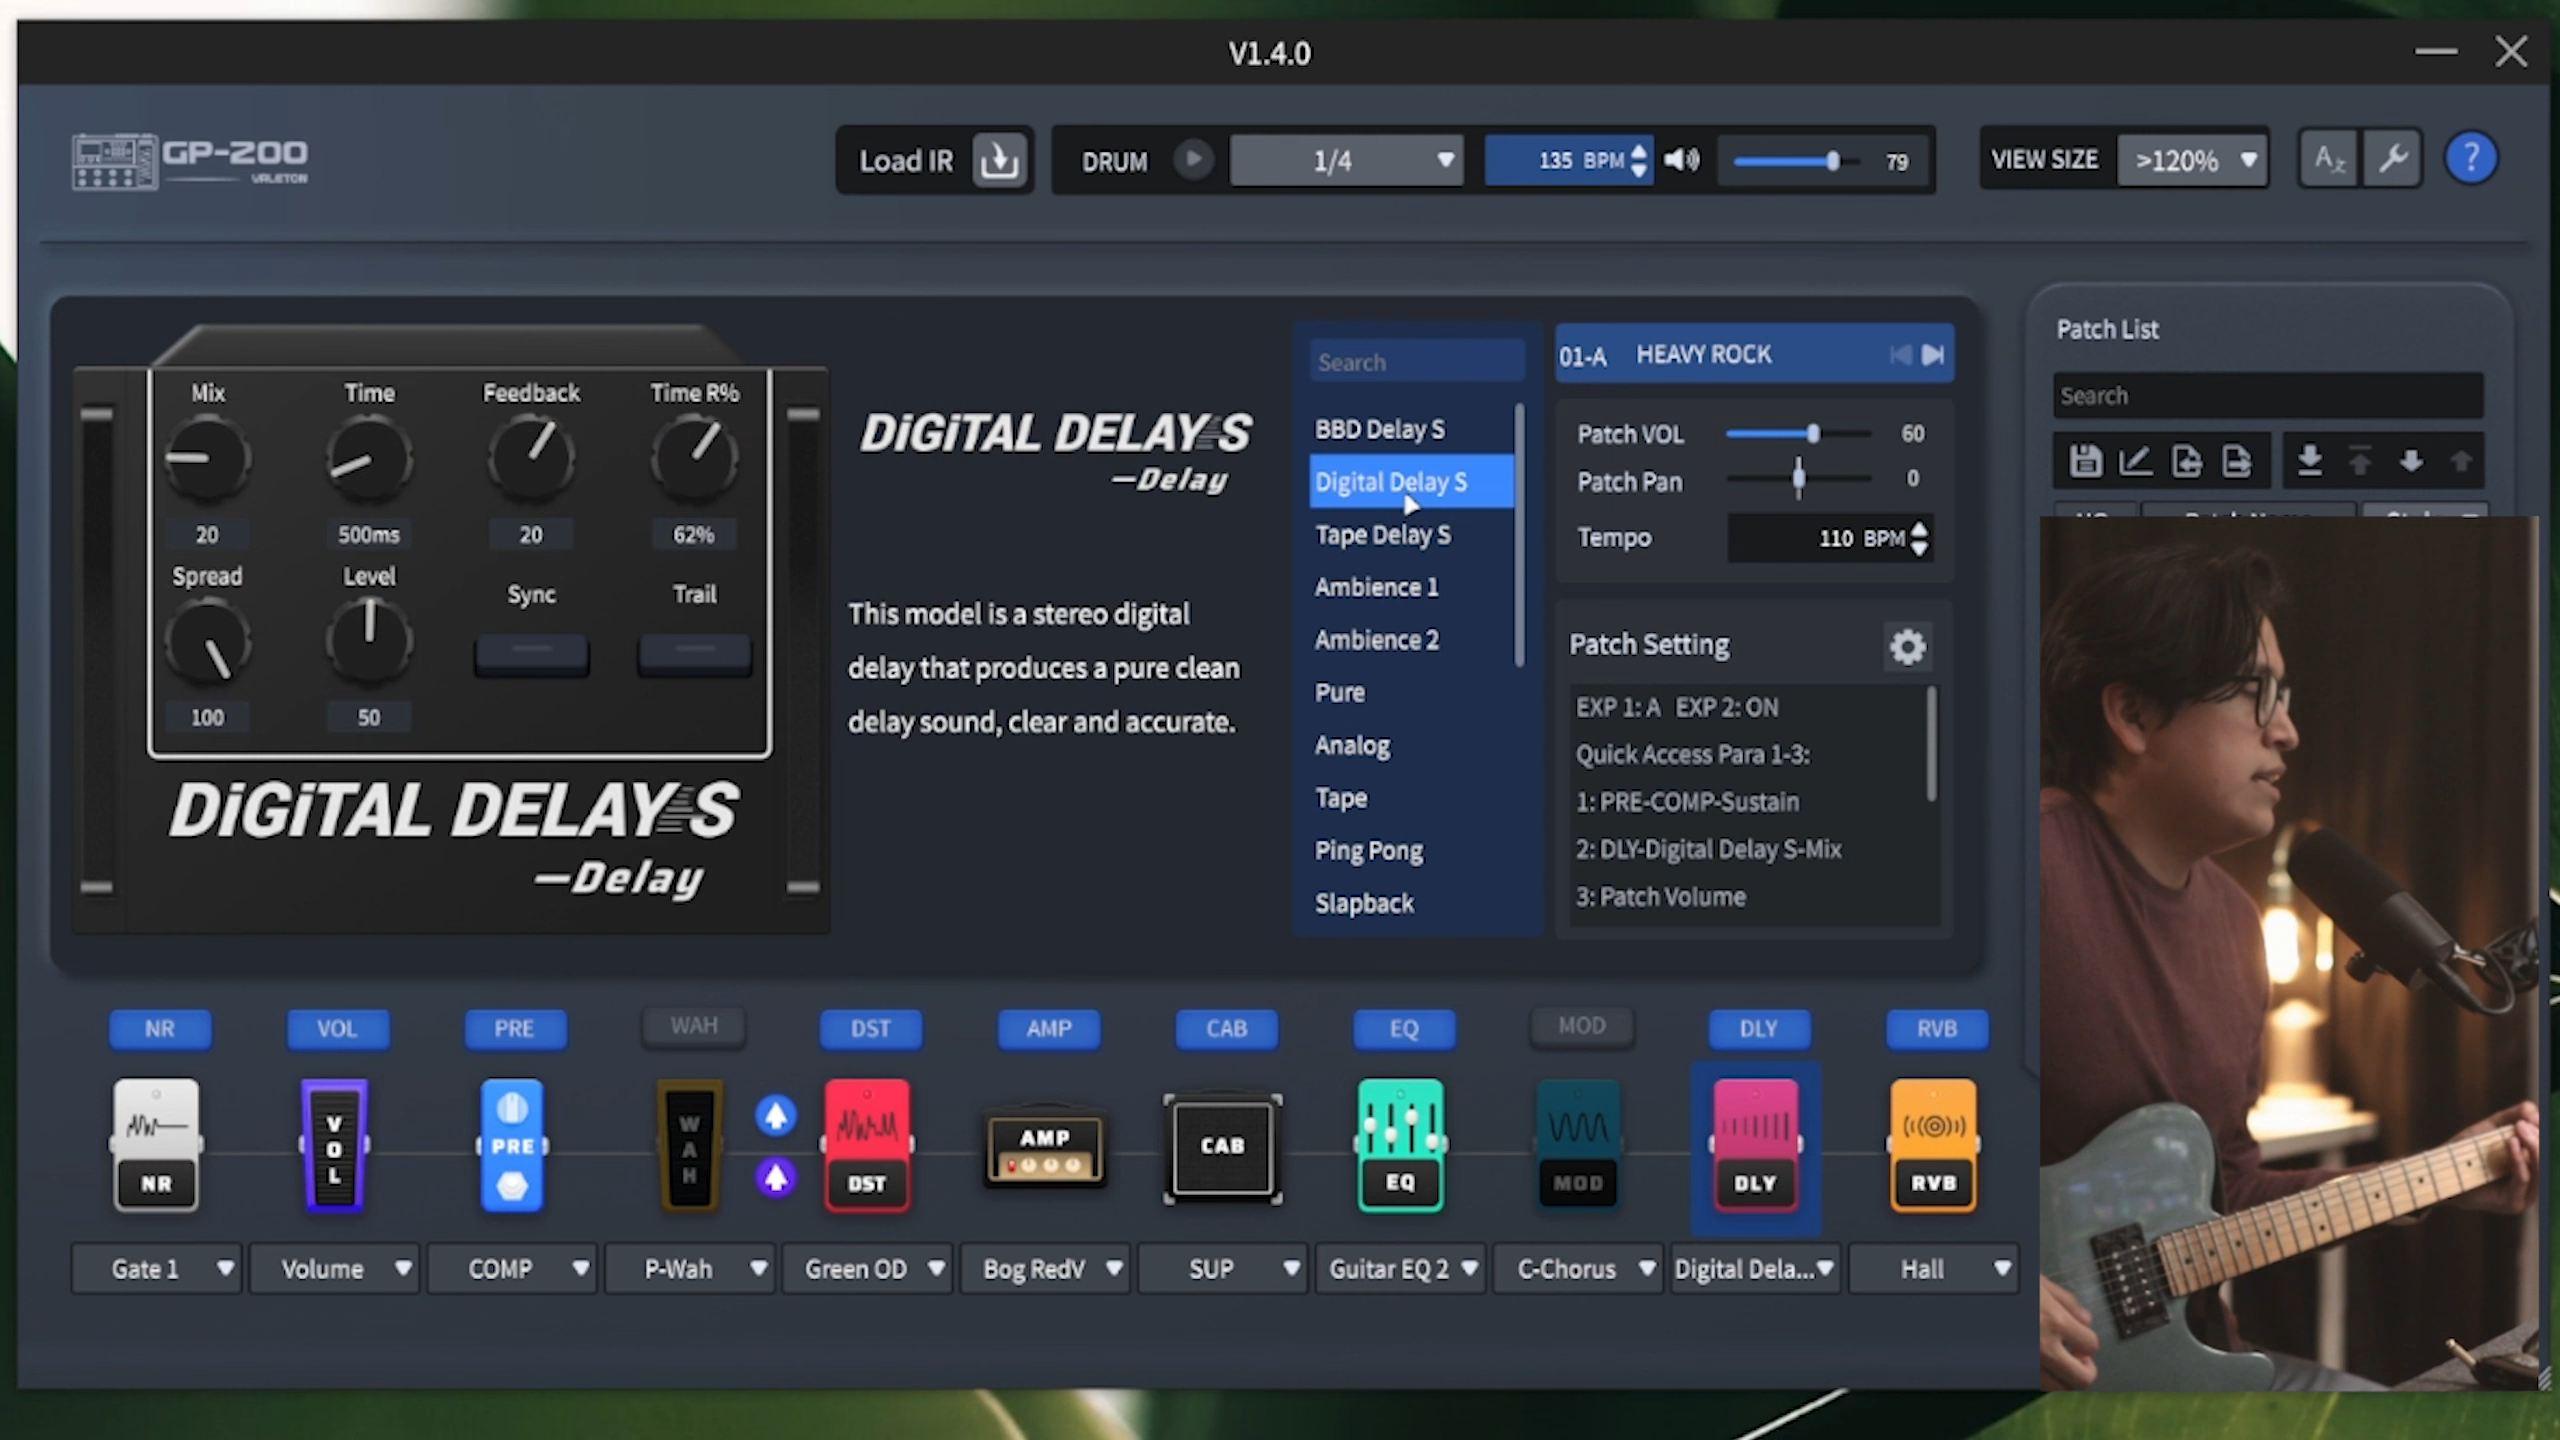 V1.4.0
GP-200
VALETON
Load IR
DRUM
1/4
135 BPM
79
VIEW SIZE
>120%
?
Mix
Time
Feedback
Time R%
20
500ms
20
62%
Spread
Level
Sync
Trail
100
50
DiGiTAL DELAY S
—Delay
DiGiTAL DELAY S
—Delay
This model is a stereo digital
delay that produces a pure clean
delay sound, clear and accurate.
Search
BBD Delay S
Digital Delay S
Tape Delay S
Ambience 1
Ambience 2
Pure
Analog
Tape
Ping Pong
Slapback
01-A HEAVY ROCK
Patch VOL
60
Patch Pan
0
Tempo
110 BPM
Patch Setting
EXP 1: A EXP 2: ON
Quick Access Para 1-3:
1: PRE-COMP-Sustain
2: DLY-Digital Delay S-Mix
3: Patch Volume
Patch List
Search
NR
VOL
PRE
WAH
DST
AMP
CAB
EQ
MOD
DLY
RVB
NR
VOL
PRE
WAH
DST
AMP
CAB
EQ
MOD
DLY
RVB
Gate 1
Volume
COMP
P-Wah
Green OD
Bog RedV
SUP
Guitar EQ 2
C-Chorus
Digital Dela...
Hall